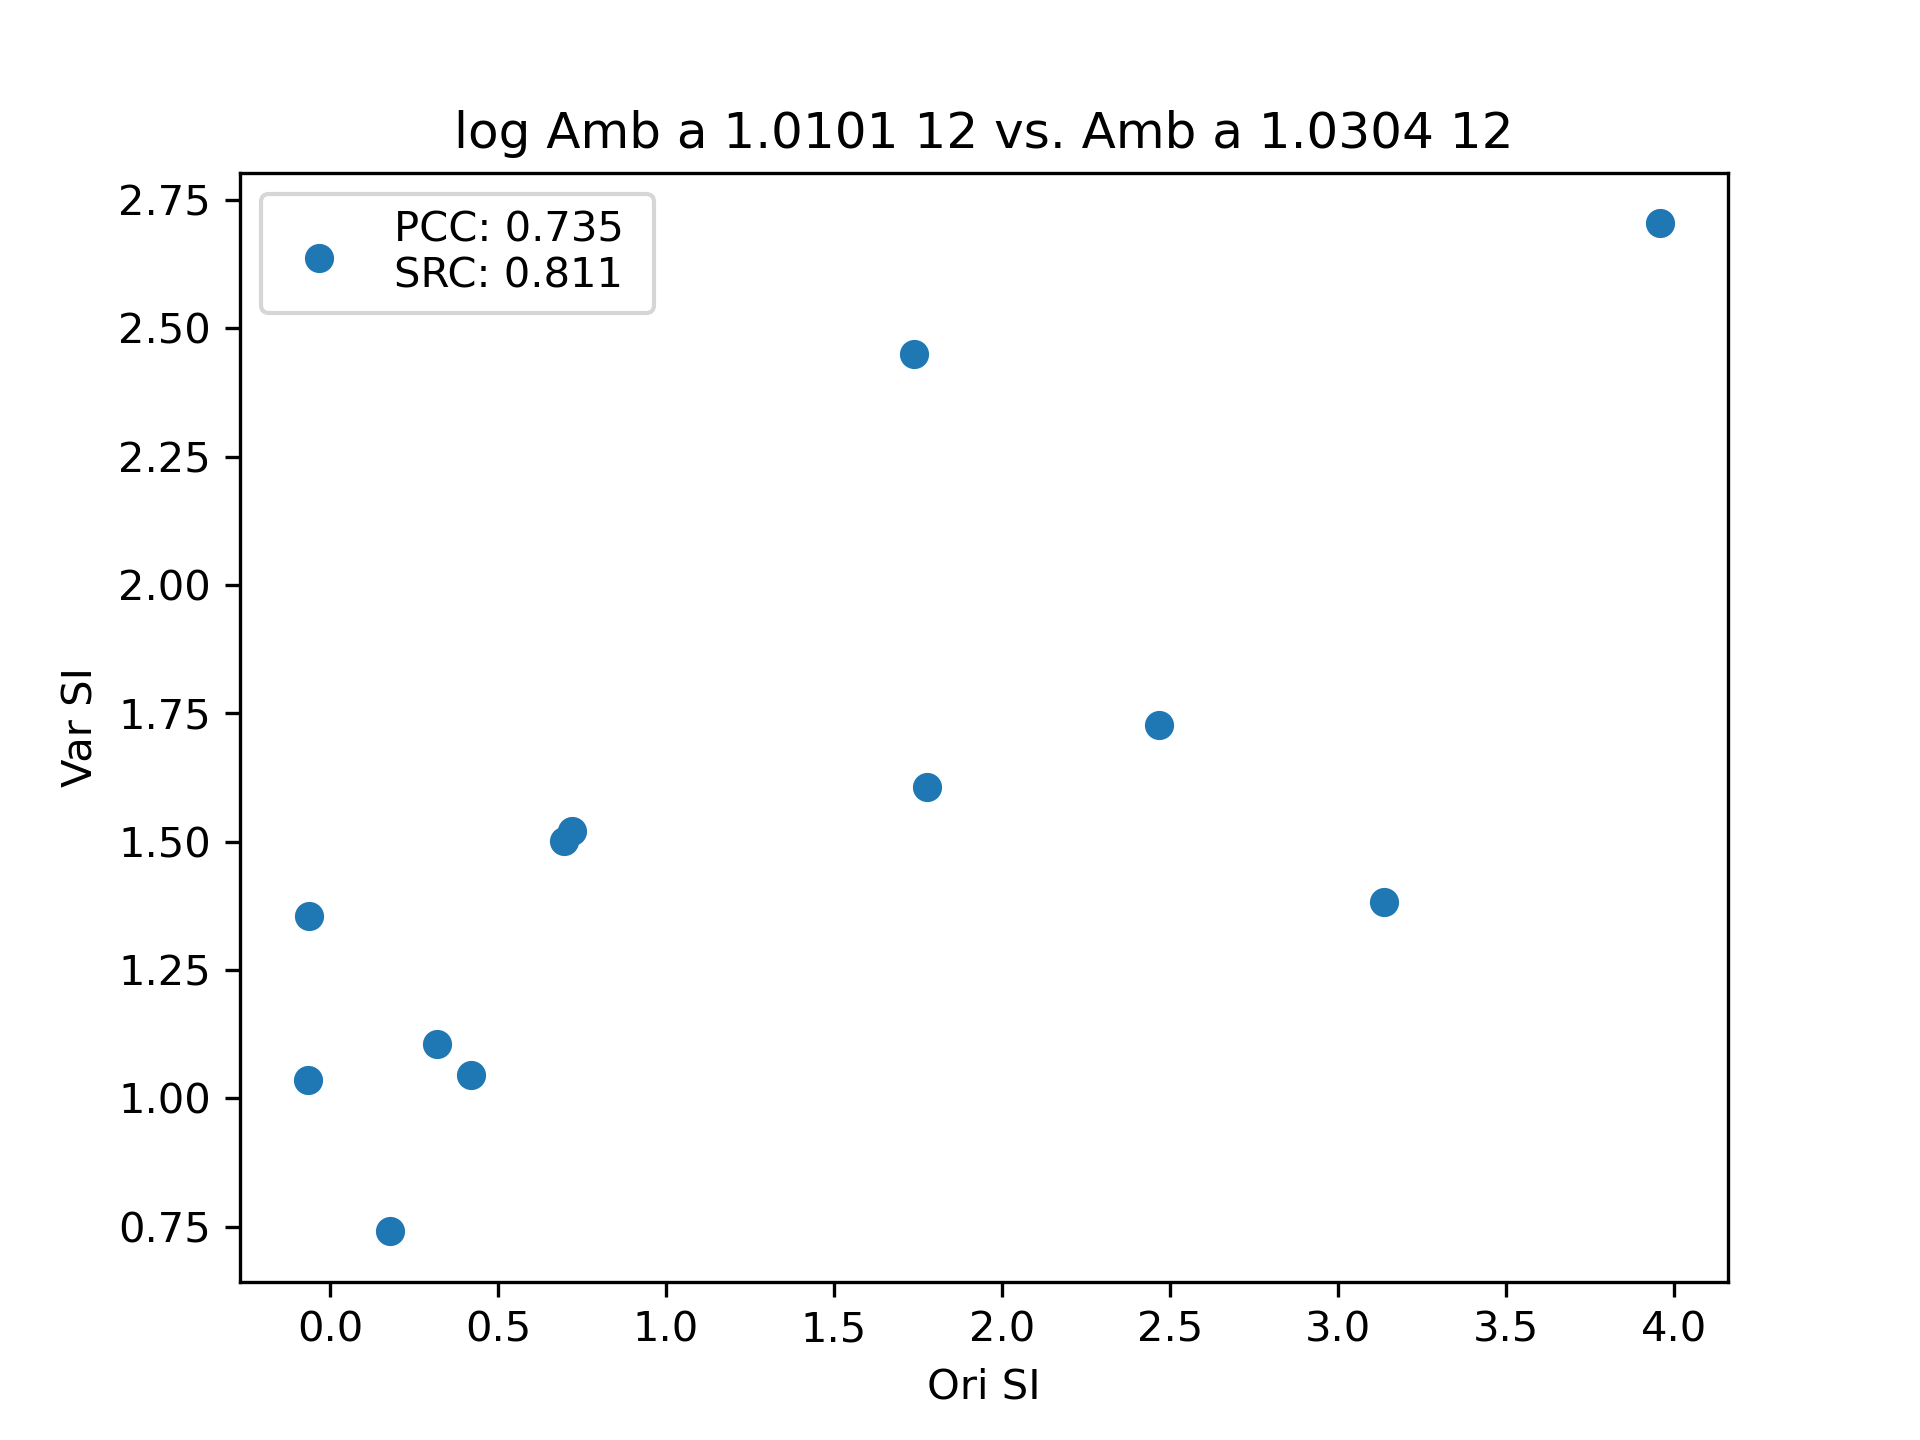 log Amb a 1.0101 12 vs. Amb a 1.0304 12
PCC: 0.735
SRC: 0.811
2.75
2.50
2.25
2.00
1.75
1.50
1.25
1.00
0.75
Var SI
0.0 0.5 1.0 1.5 2.0 2.5 3.0 3.5 4.0
Ori SI